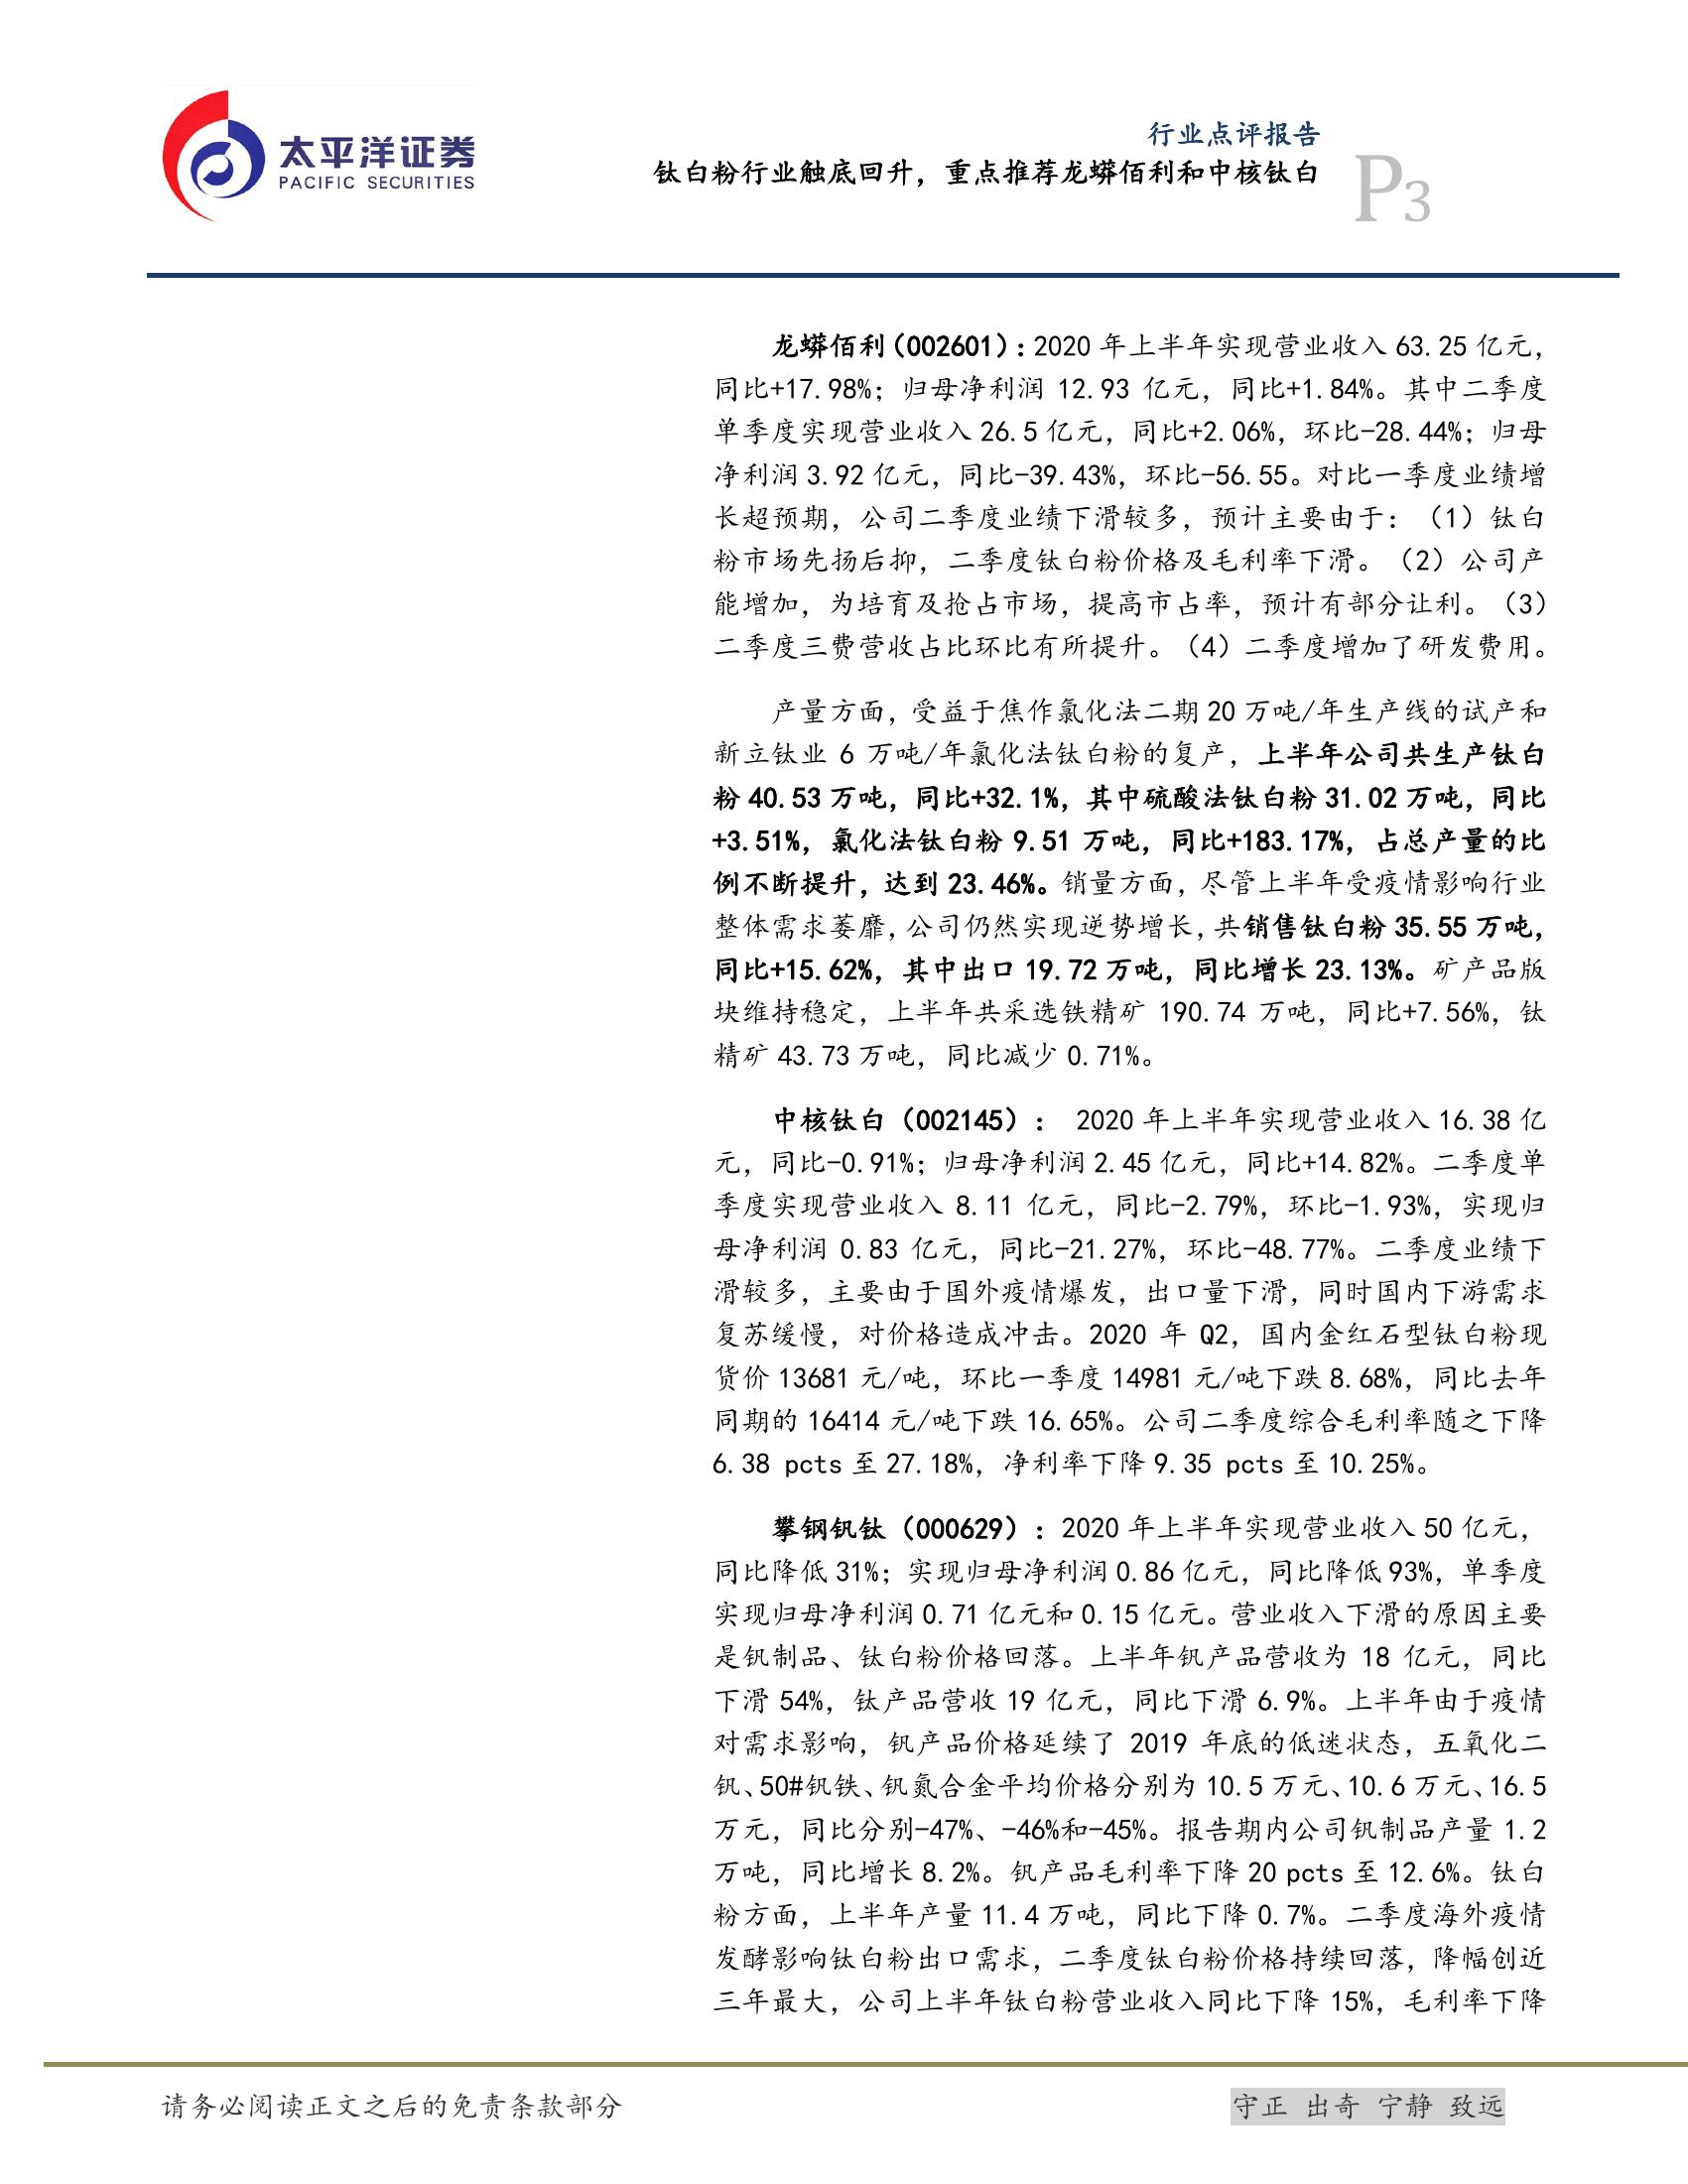 太平洋证券
PACIFIC SECURITIES
行业点评报告
钛白粉行业触底回升，重点推荐龙蟒佰利和中核钛白
P3
龙蟒佰利（002601）：2020 年上半年实现营业收入 63.25 亿元，
同比+17.98%；归母净利润 12.93 亿元，同比+1.84%。其中二季度
单季度实现营业收入 26.5 亿元，同比+2.06%，环比-28.44%；归母
净利润 3.92 亿元，同比-39.43%，环比-56.55。对比一季度业绩增
长超预期，公司二季度业绩下滑较多，预计主要由于：（1）钛白
粉市场先扬后抑，二季度钛白粉价格及毛利率下滑。（2）公司产
能增加，为培育及抢占市场，提高市占率，预计有部分让利。（3）
二季度三费营收占比环比有所提升。（4）二季度增加了研发费用。
产量方面，受益于焦作氯化法二期 20 万吨/年生产线的试产和
新立钛业 6 万吨/年氯化法钛白粉的复产，上半年公司共生产钛白
粉 40.53 万吨，同比+32.1%，其中硫酸法钛白粉 31.02 万吨，同比
+3.51%，氯化法钛白粉 9.51 万吨，同比+183.17%，占总产量的比
例不断提升，达到 23.46%。销量方面，尽管上半年受疫情影响行业
整体需求萎靡，公司仍然实现逆势增长，共销售钛白粉 35.55 万吨，
同比+15.62%，其中出口 19.72 万吨，同比增长 23.13%。矿产品版
块维持稳定，上半年共采选铁精矿 190.74 万吨，同比+7.56%，钛
精矿 43.73 万吨，同比减少 0.71%。
中核钛白（002145）： 2020 年上半年实现营业收入 16.38 亿
元，同比-0.91%；归母净利润 2.45 亿元，同比+14.82%。二季度单
季度实现营业收入 8.11 亿元，同比-2.79%，环比-1.93%，实现归
母净利润 0.83 亿元，同比-21.27%，环比-48.77%。二季度业绩下
滑较多，主要由于国外疫情爆发，出口量下滑，同时国内下游需求
复苏缓慢，对价格造成冲击。2020 年 Q2，国内金红石型钛白粉现
货价 13681 元/吨，环比一季度 14981 元/吨下跌 8.68%，同比去年
同期的 16414 元/吨下跌 16.65%。公司二季度综合毛利率随之下降
6.38 pcts 至 27.18%，净利率下降 9.35 pcts 至 10.25%。
攀钢钒钛（000629）：2020 年上半年实现营业收入 50 亿元，
同比降低 31%；实现归母净利润 0.86 亿元，同比降低 93%，单季度
实现归母净利润 0.71 亿元和 0.15 亿元。营业收入下滑的原因主要
是钒制品、钛白粉价格回落。上半年钒产品营收为 18 亿元，同比
下滑 54%，钛产品营收 19 亿元，同比下滑 6.9%。上半年由于疫情
对需求影响，钒产品价格延续了 2019 年底的低迷状态，五氧化二
钒、50#钒铁、钒氮合金平均价格分别为 10.5 万元、10.6 万元、16.5
万元，同比分别-47%、-46%和-45%。报告期内公司钒制品产量 1.2
万吨，同比增长 8.2%。钒产品毛利率下降 20 pcts 至 12.6%。钛白
粉方面，上半年产量 11.4 万吨，同比下降 0.7%。二季度海外疫情
发酵影响钛白粉出口需求，二季度钛白粉价格持续回落，降幅创近
三年最大，公司上半年钛白粉营业收入同比下降 15%，毛利率下降
请务必阅读正文之后的免责条款部分
守正 出奇 宁静 致远